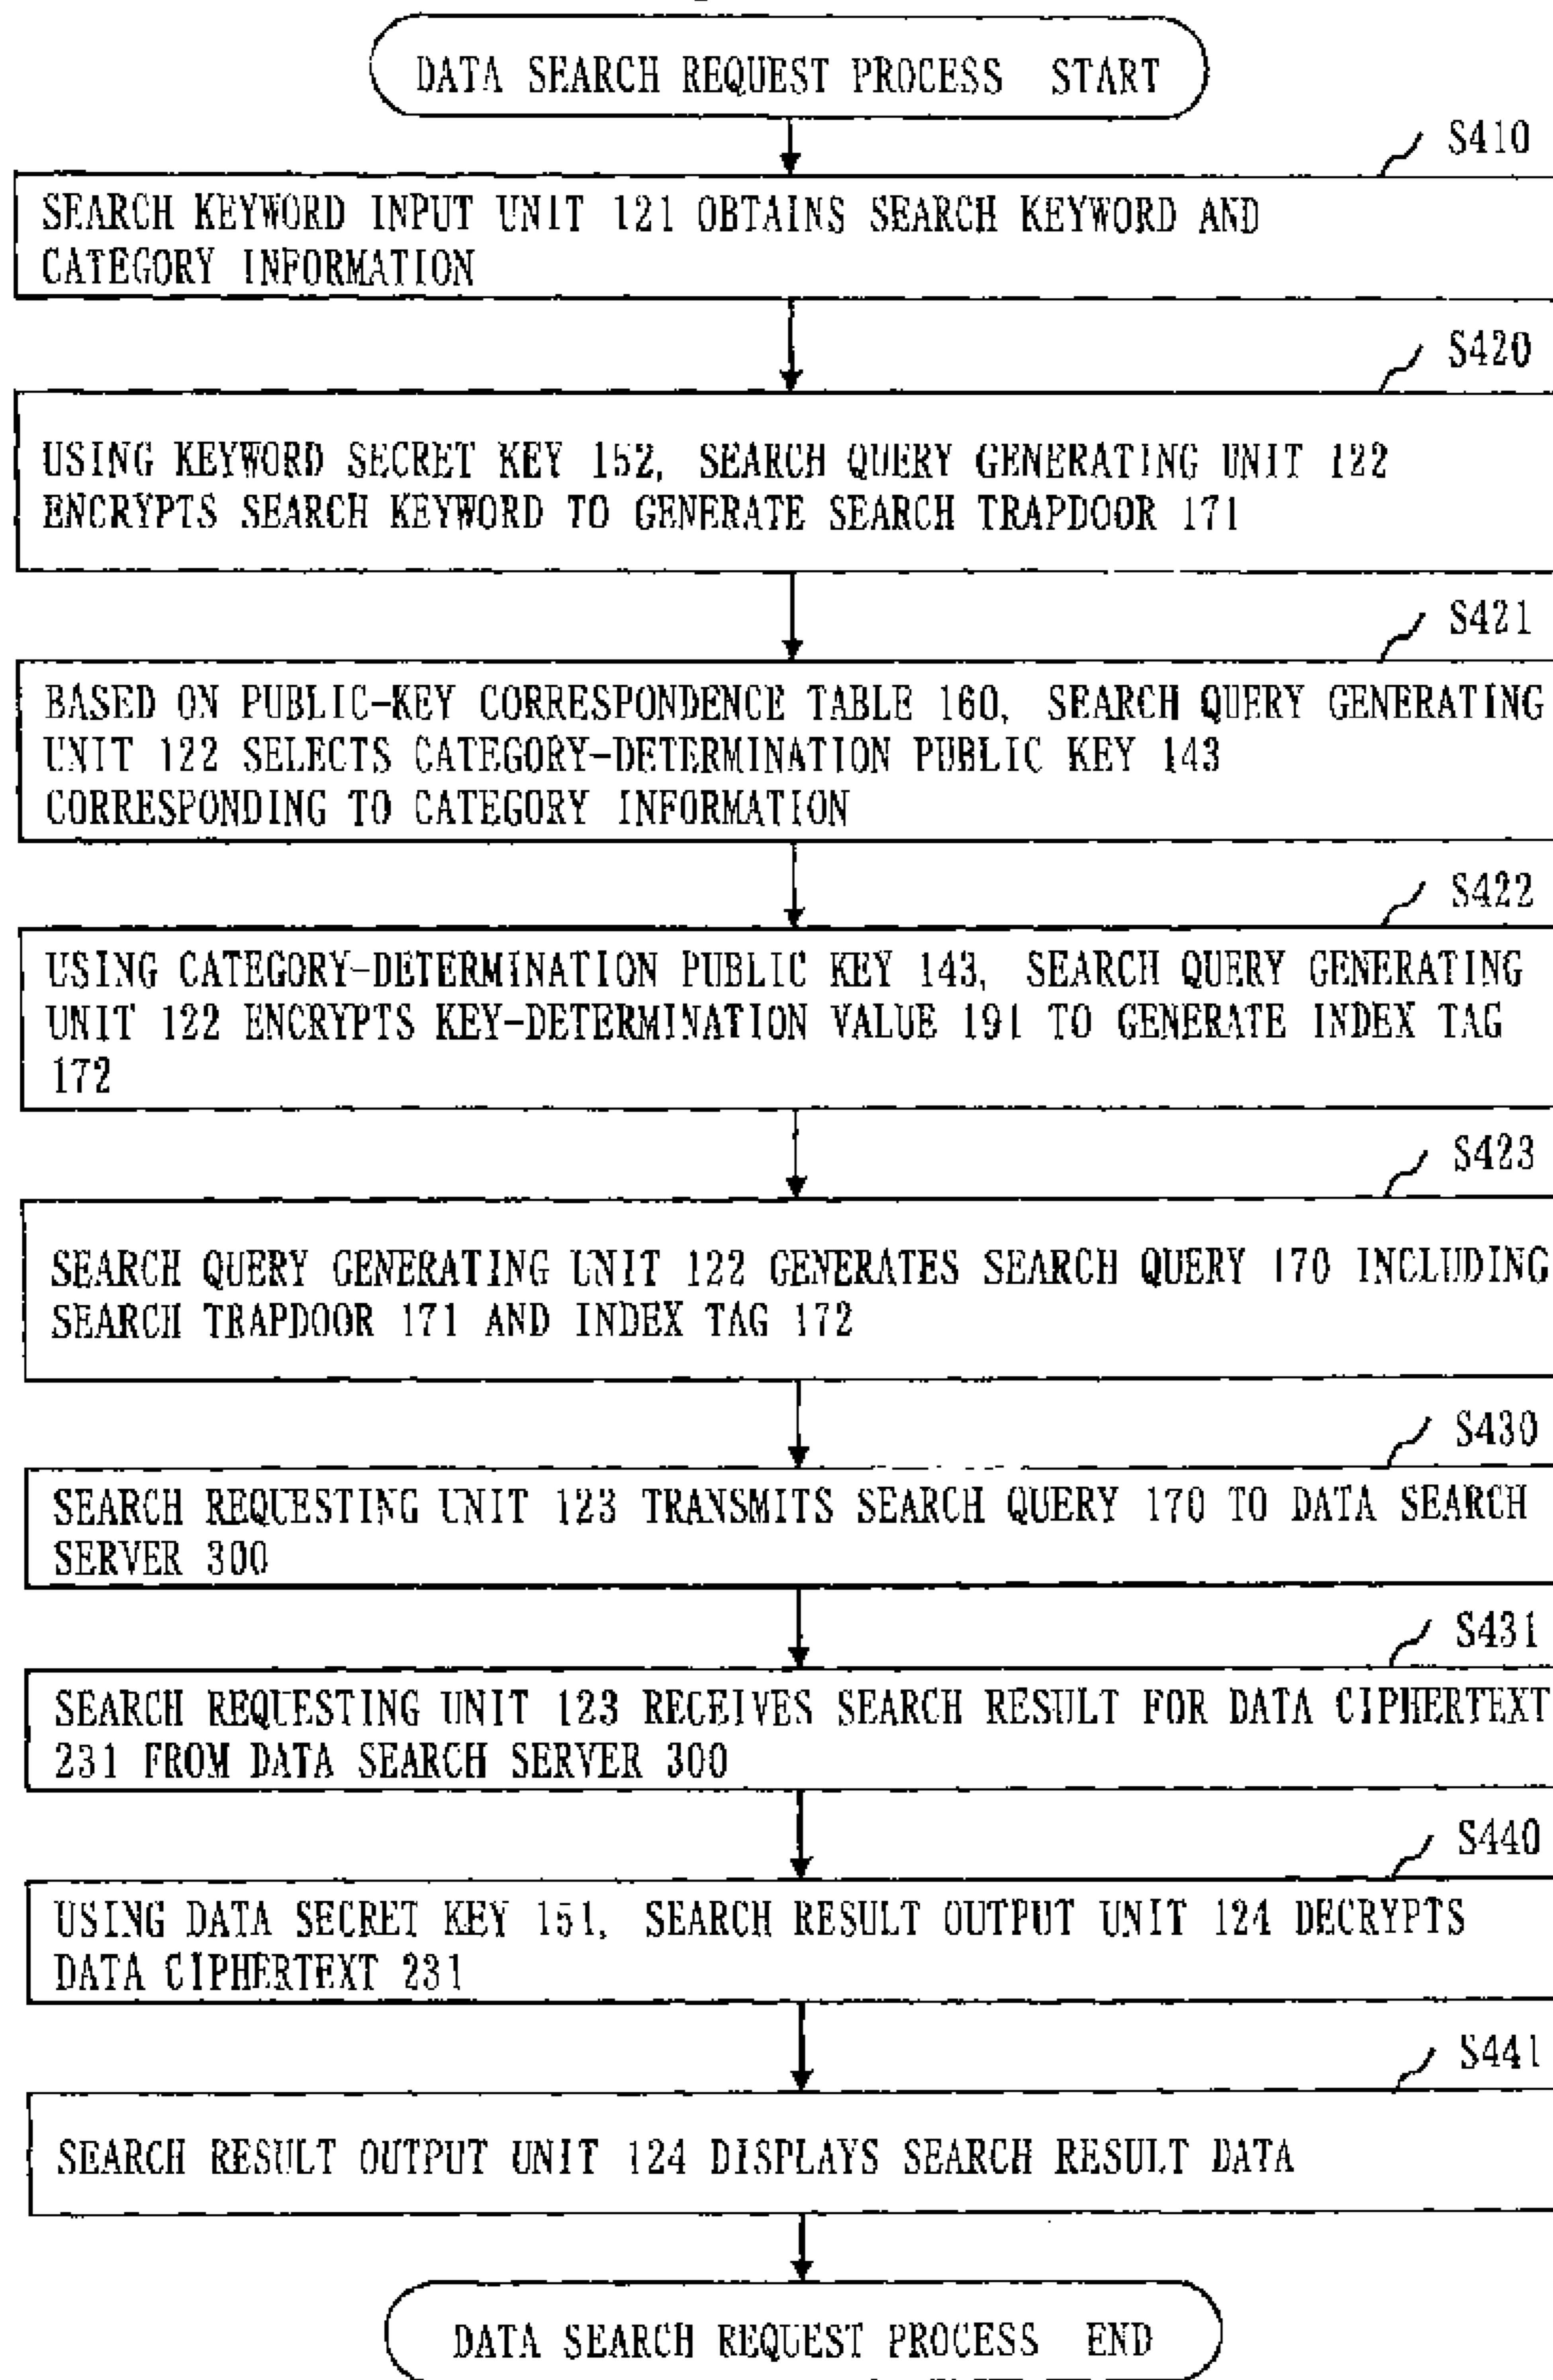 DATA SEARCH REQUEST PROCESS START
S410
SEARCH KEYWORD INPUT UNIT 121 OBTAINS SEARCH KEYWORD AND
CATEGORY INFORMATION
S420
USING KEYWORD SECRET KEY 152, SEARCH QUERY GENERATING UNIT 122
ENCRYPTS SEARCH KEYWORD TO GENERATE SEARCH TRAPDOOR 171
S421
BASED ON PUBLIC-KEY CORRESPONDENCE TABLE 160, SEARCH QUERY GENERATING
UNIT 122 SELECTS CATEGORY-DETERMINATION PUBLIC KEY 143
CORRESPONDING TO CATEGORY INFORMATION
S422
USING CATEGORY-DETERMINATION PUBLIC KEY 143, SEARCH QUERY GENERATING
UNIT 122 ENCRYPTS KEY-DETERMINATION VALUE 191 TO GENERATE INDEX TAG
172
S423
SEARCH QUERY GENERATING UNIT 122 GENERATES SEARCH QUERY 170 INCLUDING
SEARCH TRAPDOOR 171 AND INDEX TAG 172
S430
SEARCH REQUESTING UNIT 123 TRANSMITS SEARCH QUERY 170 TO DATA SEARCH
SERVER 300
S431
SEARCH REQUESTING UNIT 123 RECEIVES SEARCH RESULT FOR DATA CIPHERTEXT
231 FROM DATA SEARCH SERVER 300
S440
USING DATA SECRET KEY 151, SEARCH RESULT OUTPUT UNIT 124 DECRYPTS
DATA CIPHERTEXT 231
S441
SEARCH RESULT OUTPUT UNIT 124 DISPLAYS SEARCH RESULT DATA
DATA SEARCH REQUEST PROCESS END